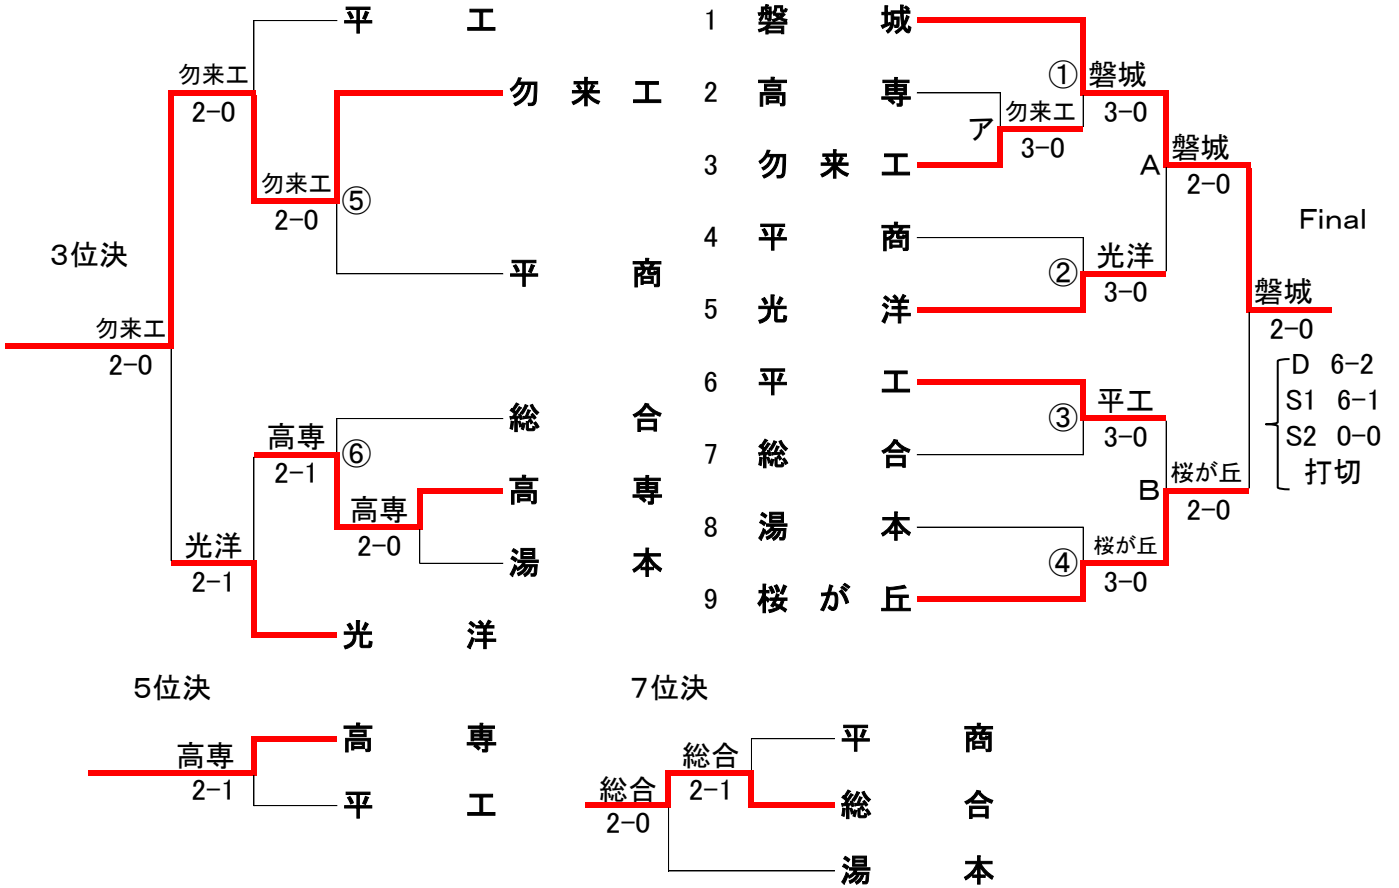 平 工
勿 来 工
平 商
勿来工
2-0
勿来工
2-0
⑤
3位決
勿来工
2-0
総 合
高 専
湯 本
高専
2-1
⑥
高専
2-0
光洋
2-1
光 洋
1 磐 城
2 高 専
3 勿 来 工
4 平 商
5 光 洋
6 平 工
7 総 合
8 湯 本
9 桜 が 丘
ア
勿来工
3-0
①
磐城
3-0
②
光洋
3-0
③
平工
3-0
④
桜が丘
3-0
A
磐城
2-0
B
桜が丘
2-0
Final
磐城
2-0
D 6-2
S1 6-1
S2 0-0
打切
5位決
高 専
平 工
高専
2-1
7位決
平 商
総 合
湯 本
総合
2-1
総合
2-0